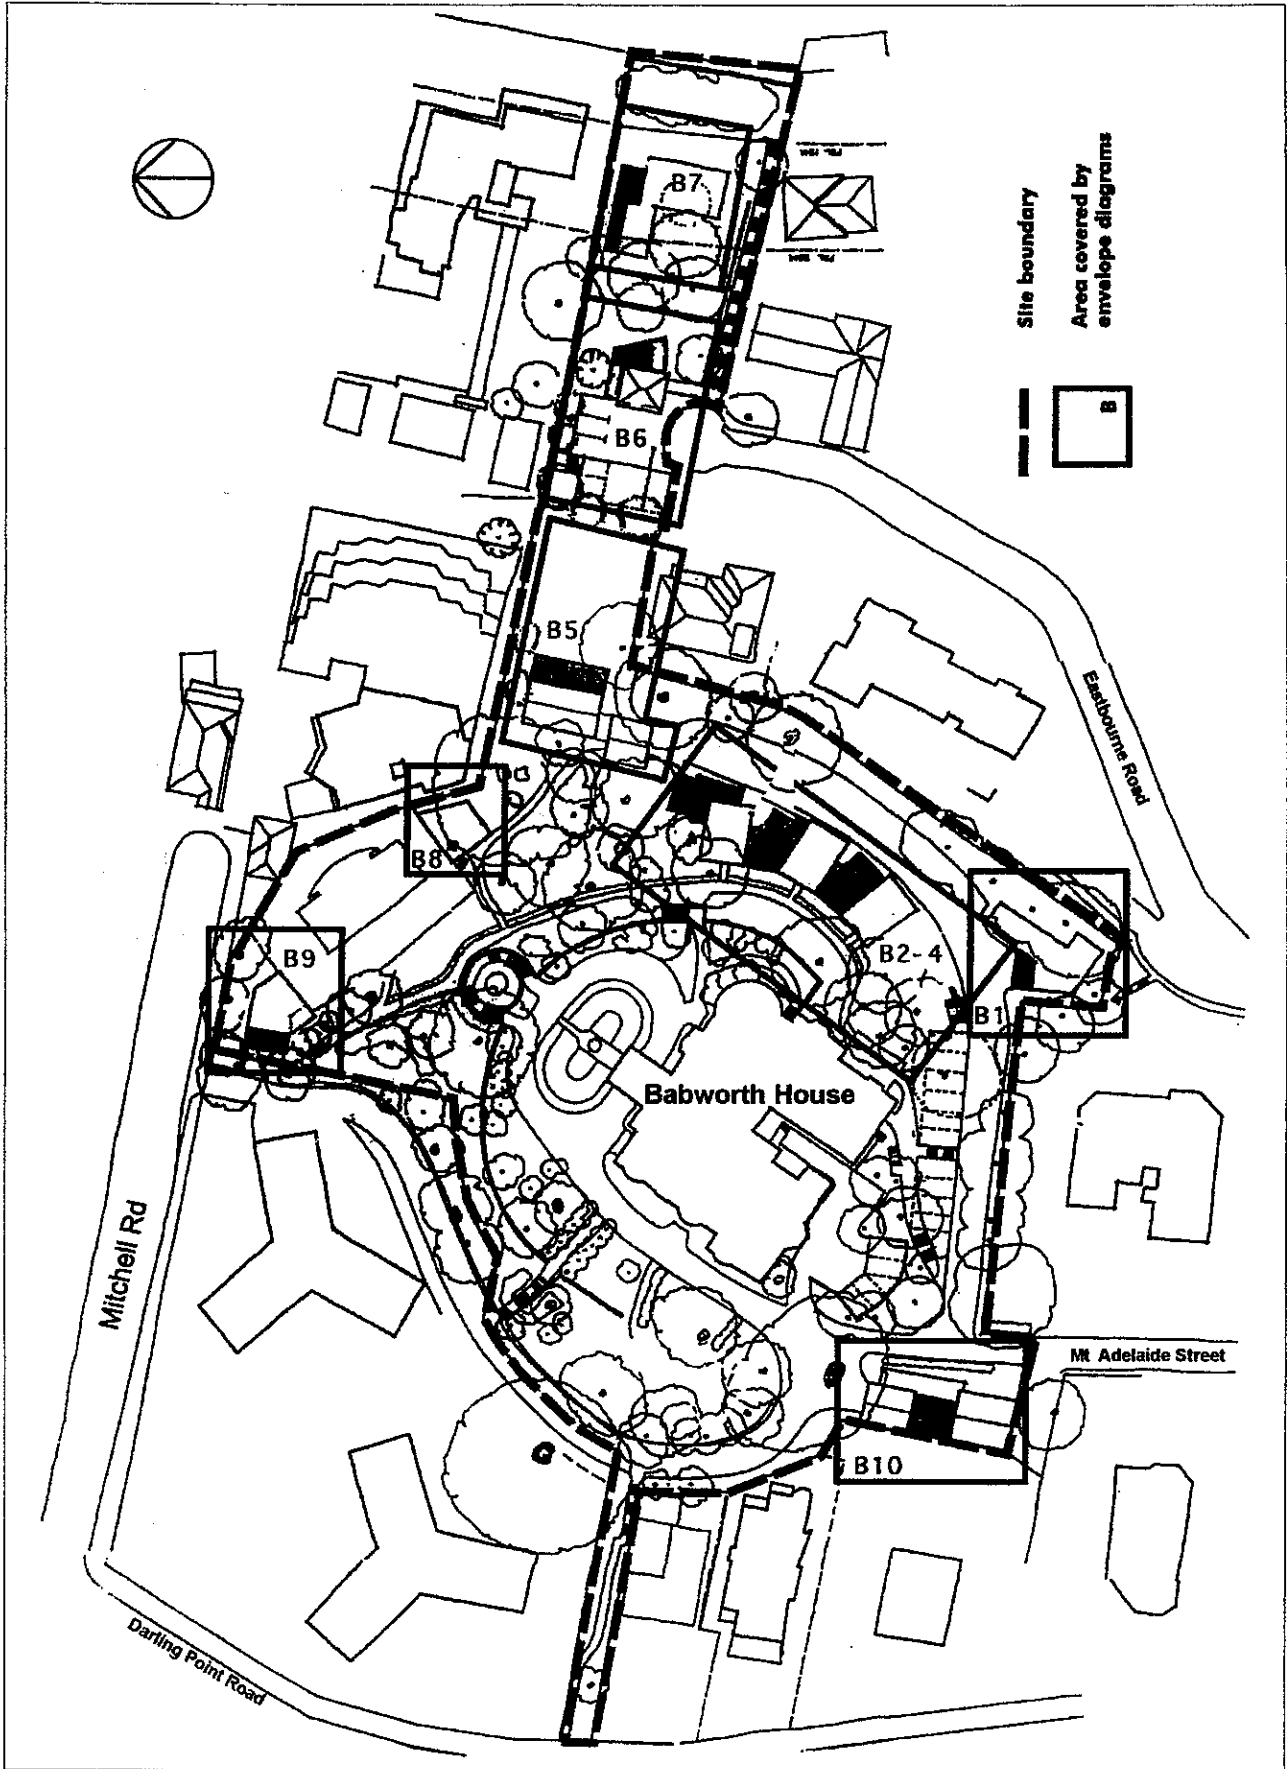 B7
Site boundary
Area covered by
envelope diagrams
B
B6
B5
Eastbourne Road
B8
B9
B2-4
B1
Babworth House
Mitchell Rd
Mt Adelaide Street
B10
Darling Point Road